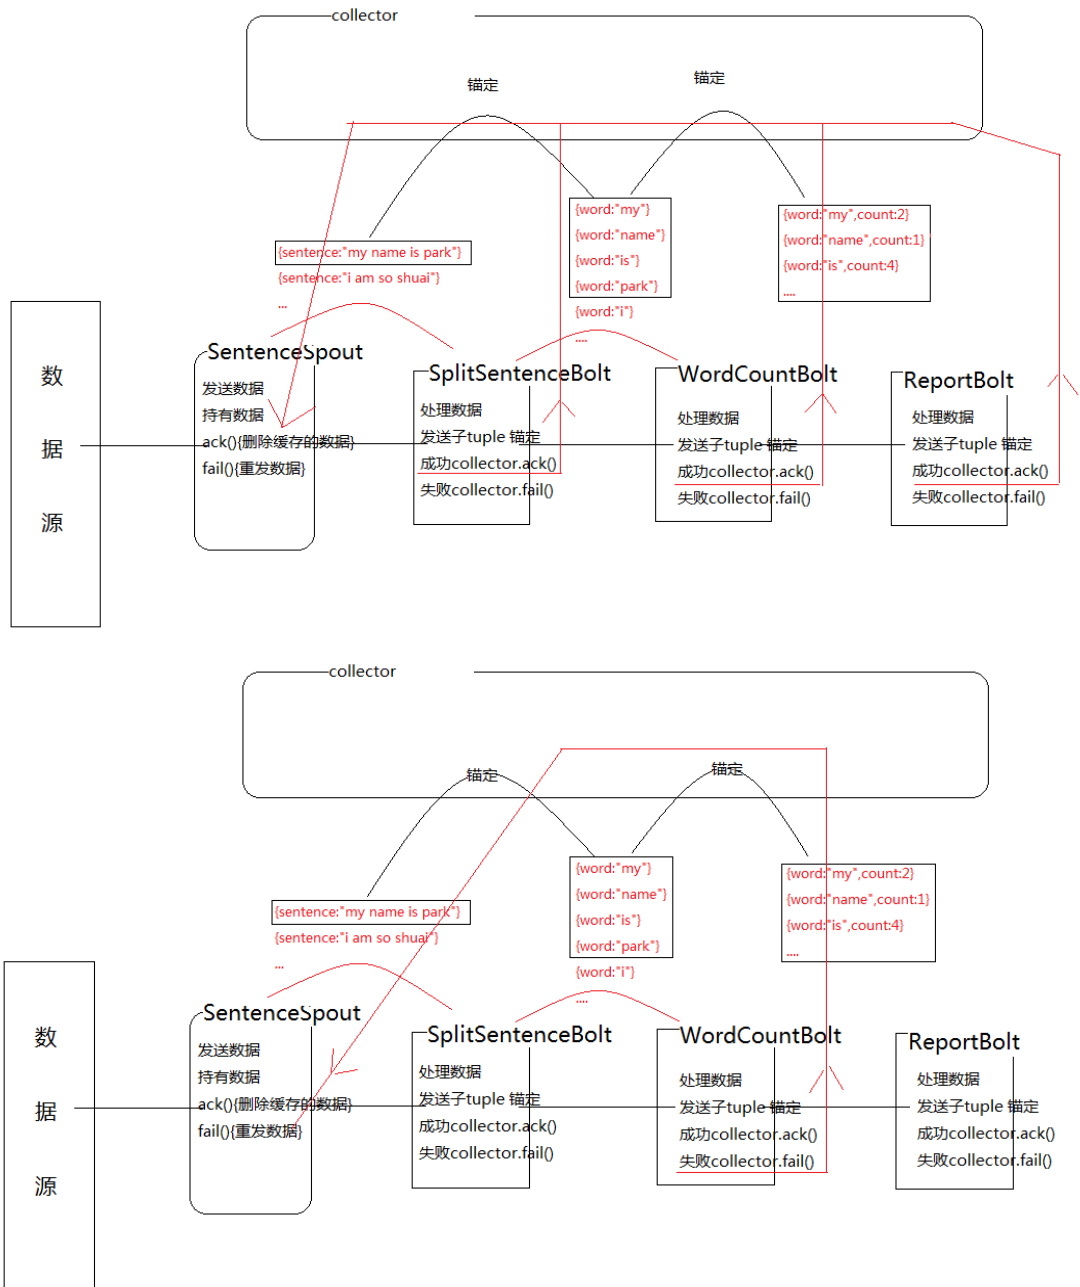 collector
锚定
锚定
{word:"my"}
{word:"name"}
{word:"is"}
{word:"park"}
{word:"i"}
....
{word:"my",count:2}
{word:"name",count:1}
{word:"is",count:4}
....
{sentence:"my name is park"}
{sentence:"i am so shuai"}
...
数
据
源
SentenceSpout
发送数据
持有数据
ack(){删除缓存的数据}
fail(){重发数据}
SplitSentenceBolt
处理数据
发送子tuple 锚定
成功collector.ack()
失败collector.fail()
WordCountBolt
处理数据
发送子tuple 锚定
成功collector.ack()
失败collector.fail()
ReportBolt
处理数据
发送子tuple 锚定
成功collector.ack()
失败collector.fail()
collector
锚定
锚定
{word:"my"}
{word:"name"}
{word:"is"}
{word:"park"}
{word:"i"}
....
{word:"my",count:2}
{word:"name",count:1}
{word:"is",count:4}
....
{sentence:"my name is park"}
{sentence:"i am so shuai"}
...
数
据
源
SentenceSpout
发送数据
持有数据
ack(){删除缓存的数据}
fail(){重发数据}
SplitSentenceBolt
处理数据
发送子tuple 锚定
成功collector.ack()
失败collector.fail()
WordCountBolt
处理数据
发送子tuple 锚定
成功collector.ack()
失败collector.fail()
ReportBolt
处理数据
发送子tuple 锚定
成功collector.ack()
失败collector.fail()